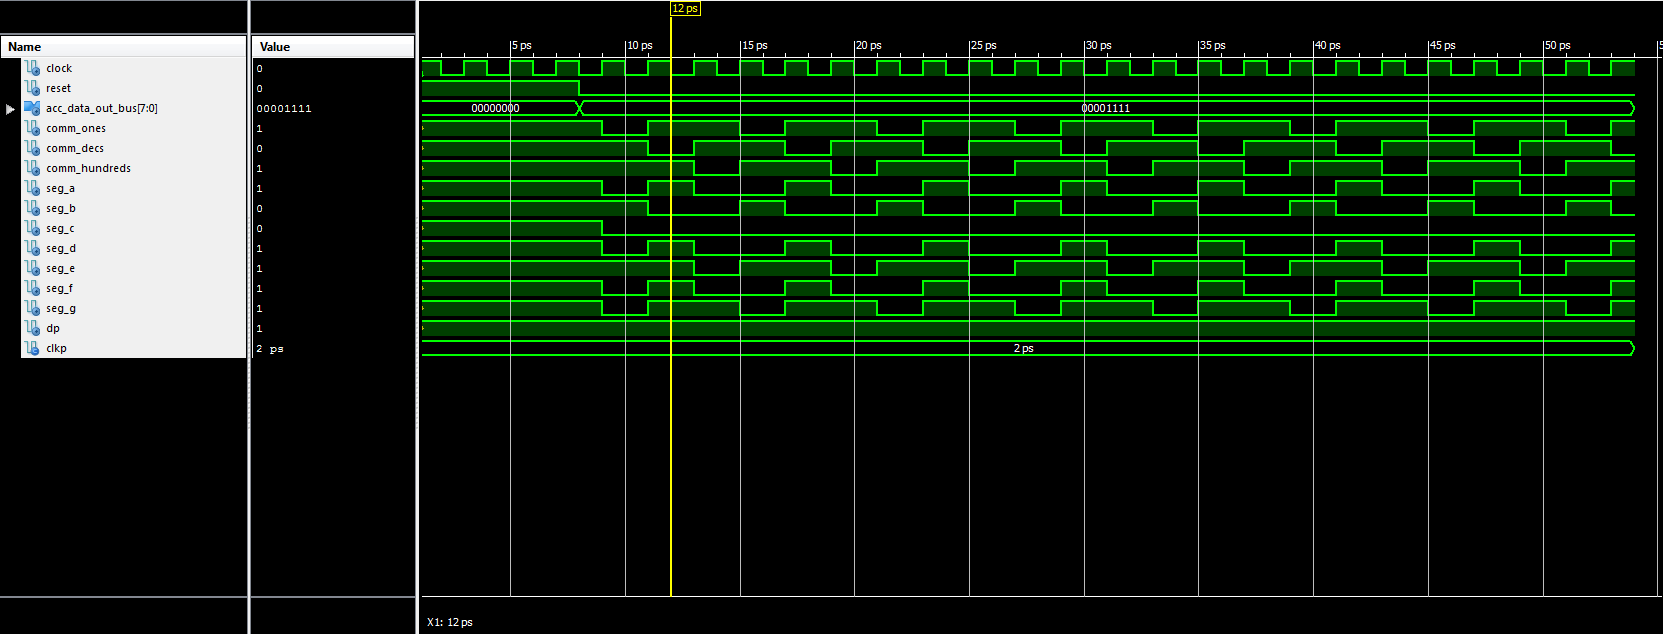 12 ps
Name Value
5 ps 10 ps 15 ps 20 ps 25 ps 30 ps 35 ps 40 ps 45 ps 50 ps 5
clock 0
reset 0
acc_data_out_bus[7:0] 00001111 00000000 00001111
comm_ones 1
comm_decs 0
comm_hundreds 1
seg_a 1
seg_b 0
seg_c 0
seg_d 1
seg_e 1
seg_f 1
seg_g 1
dp 1
clkp 2 ps 2 ps
X1: 12 ps